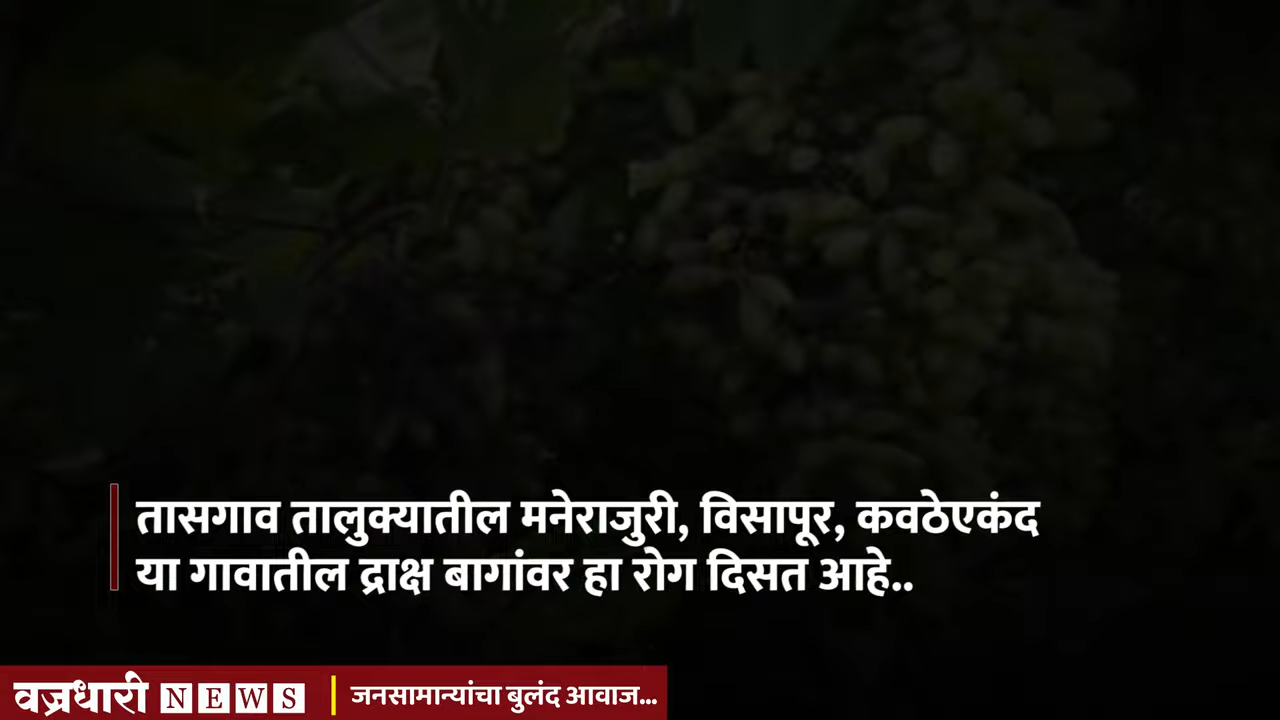 तासगाव तालुक्यातील मनेराजुरी, विसापूर, कवठेएकंद
या गावातील द्राक्ष बागांवर हा रोग दिसत आहे..
वज्रधारी NEWS जनसामान्यांचा बुलंद आवाज...